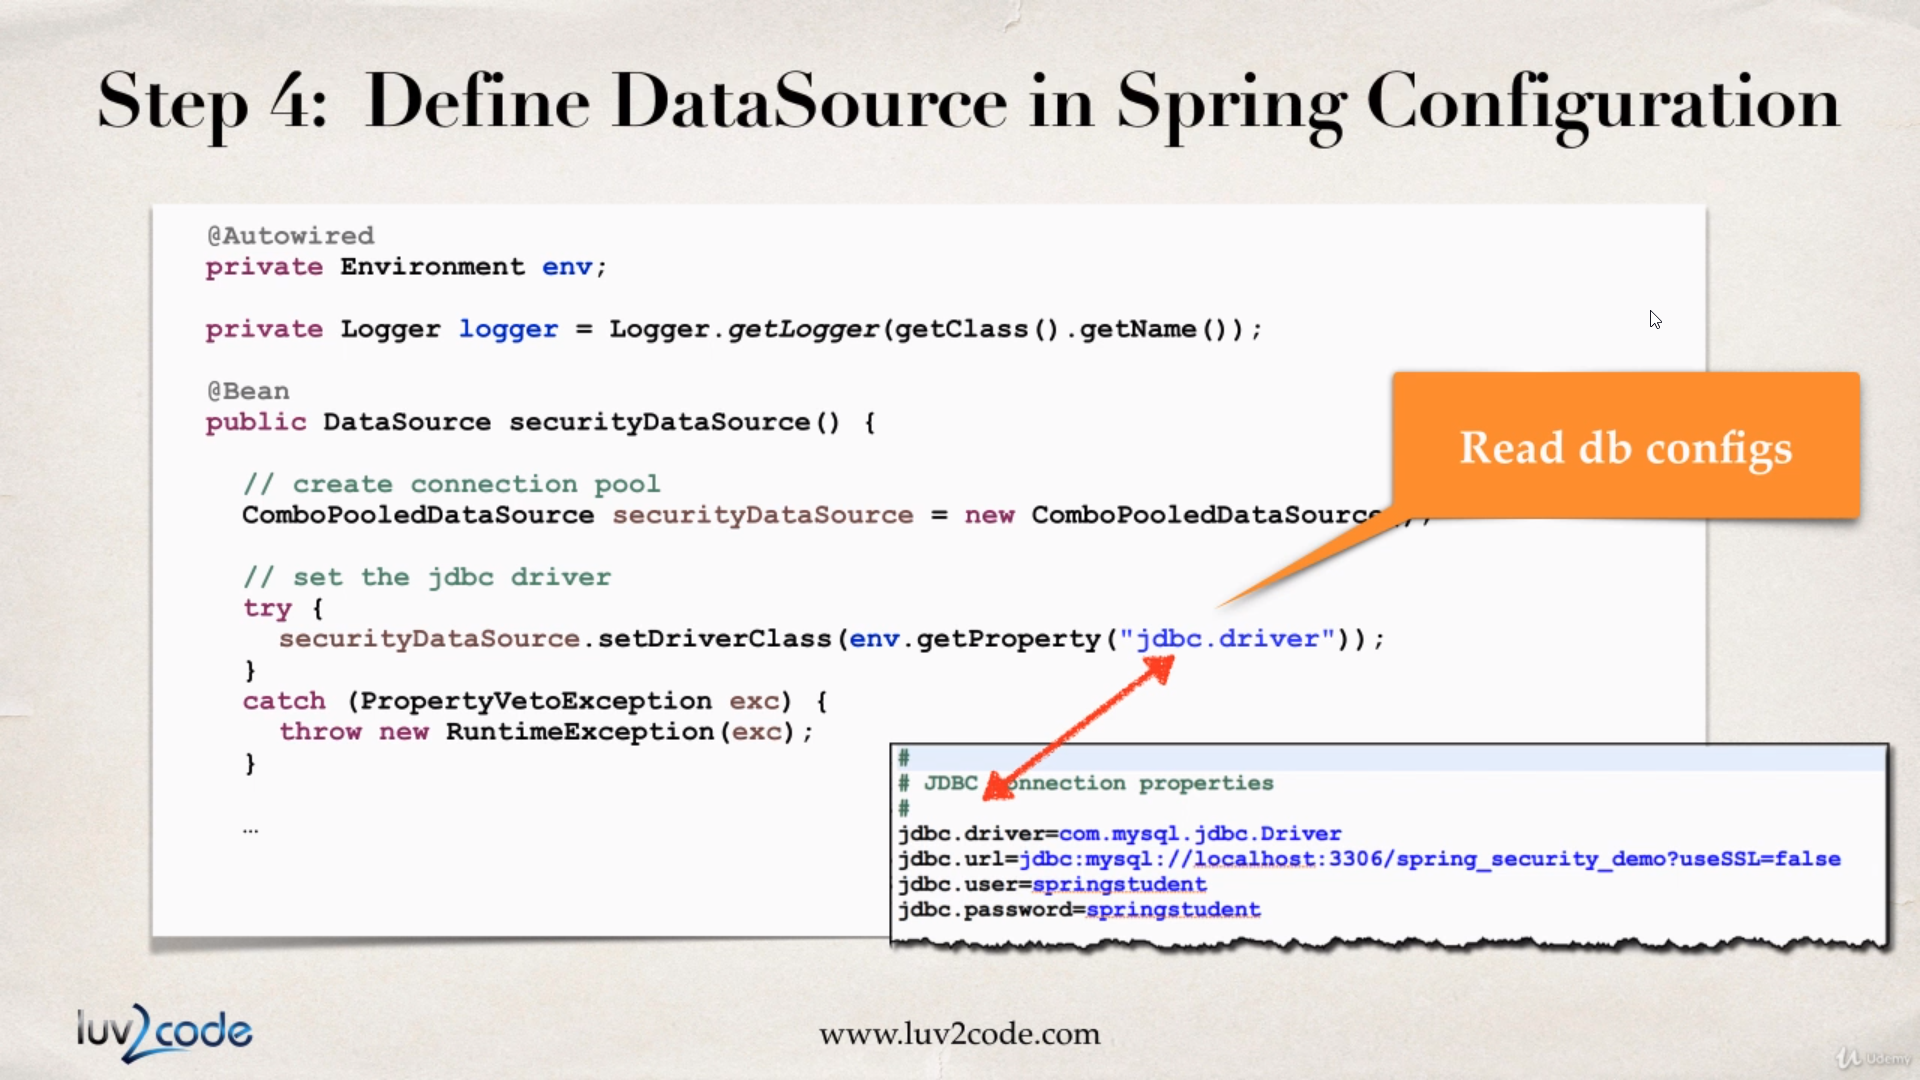 Step 4: Define DataSource in Spring Configuration
@Autowired
private Environment env;
private Logger logger = Logger.getLogger(getClass().getName());
@Bean
public DataSource securityDataSource() {
// create connection pool
ComboPooledDataSource securityDataSource = new ComboPooledDataSource();
// set the jdbc driver
try {
securityDataSource.setDriverClass(env.getProperty("jdbc.driver"));
}
catch (PropertyVetoException exc) {
throw new RuntimeException(exc);
}
...
Read db configs
#
# JDBC connection properties
#
jdbc.driver=com.mysql.jdbc.Driver
jdbc.url=jdbc:mysql://localhost:3306/spring_security_demo?useSSL=false
jdbc.user=springstudent
jdbc.password=springstudent
luv2code
www.luv2code.com
Udemy